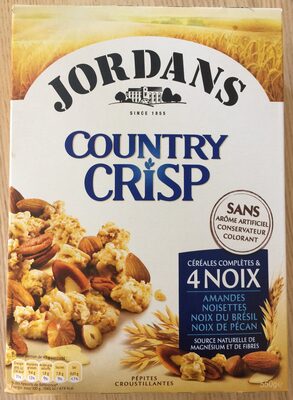 JORDANS
SINCE 1855
COUNTRY
CRISP
SANS
ARÔME ARTIFICIEL
CONSERVATEUR
COLORANT
CÉRÉALES COMPLÈTES &
4 NOIX
AMANDES
NOISETTES
NOIX DU BRÉSIL
NOIX DE PÉCAN
SOURCE NATURELLE DE
MAGNÉSIUM ET DE FIBRES
PÉPITES
CROUSTILLANTES